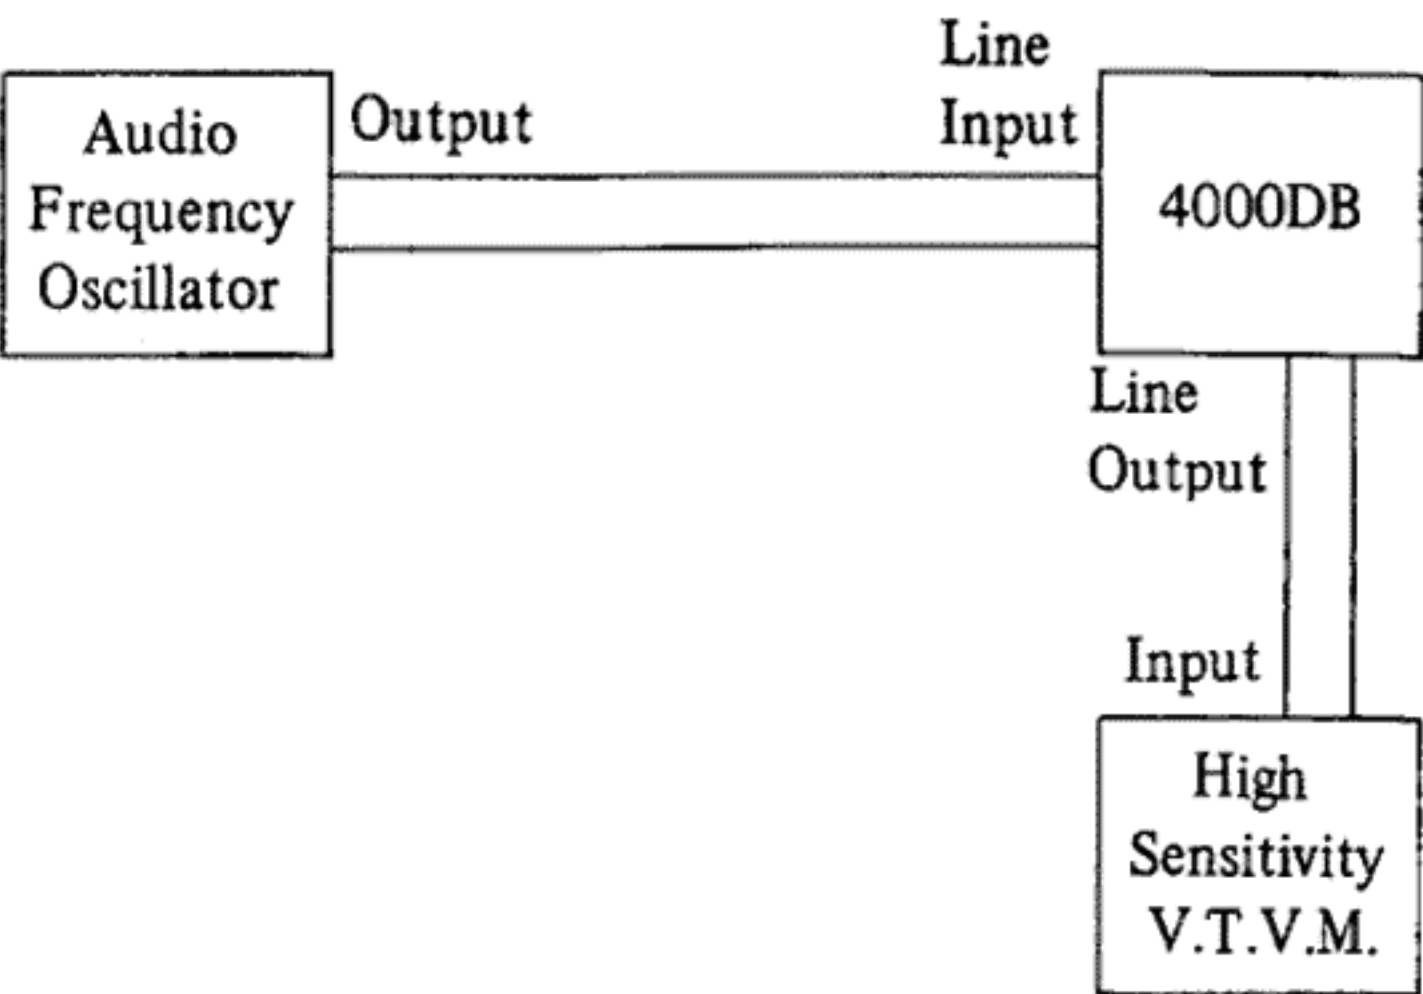 Audio
Frequency
Oscillator
Output
Line
Input
4000DB
Line
Output
Input
High
Sensitivity
V.T.V.M.